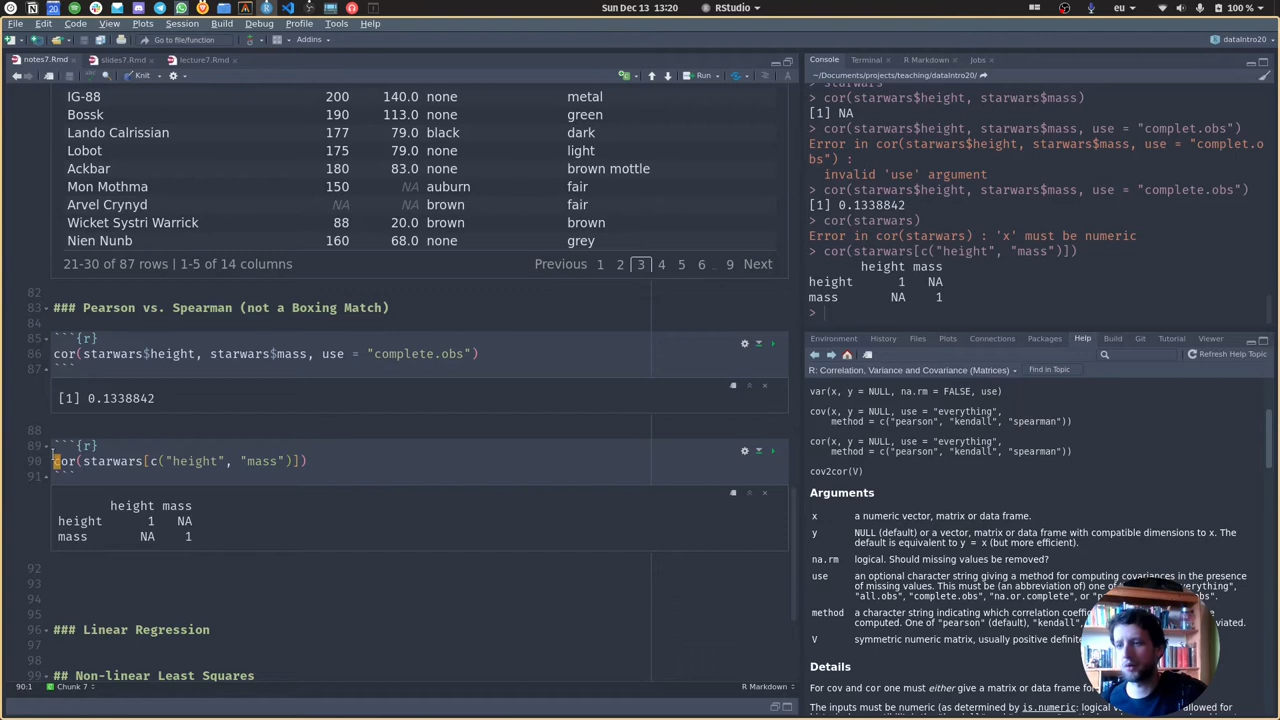 Sun Dec 13, 13:20
RStudio
eu
100 %
File Edit Code View Plots Session Build Debug Profile Tools Help
Go to file/function
Addins
dataIntro20
notes7.Rmd
slides7.Rmd
lecture7.Rmd
Knit
Run
IG-88 200 140.0 none metal
Bossk 190 113.0 none green
Lando Calrissian 177 79.0 black dark
Lobot 175 79.0 none light
Ackbar 180 83.0 none brown mottle
Mon Mothma 150 NA auburn fair
Arvel Crynyd NA NA brown fair
Wicket Systri Warrick 88 20.0 brown brown
Nien Nunb 160 68.0 none grey
21-30 of 87 rows | 1-5 of 14 columns
Previous 1 2 3 4 5 6 .. 9 Next
82
83 ### Pearson vs. Spearman (not a Boxing Match)
84
85 ```{r}
86 cor(starwars$height, starwars$mass, use = "complete.obs")
87 ```
[1] 0.1338842
88
89 ```{r}
90 cor(starwars[c("height", "mass")])
91 ```
height mass
height 1 NA
mass NA 1
92
93
94
95
96 ### Linear Regression
97
98
99 ## Non-linear Least Squares
90:1
Chunk 7
R Markdown
Console Terminal R Markdown Jobs
~/Documents/projects/teaching/dataIntro20/
> starwars
> cor(starwars$height, starwars$mass)
[1] NA
> cor(starwars$height, starwars$mass, use = "complet.obs")
Error in cor(starwars$height, starwars$mass, use = "complet.o
bs") :
invalid 'use' argument
> cor(starwars$height, starwars$mass, use = "complete.obs")
[1] 0.1338842
> cor(starwars)
Error in cor(starwars) : 'x' must be numeric
> cor(starwars[c("height", "mass")])
height mass
height 1 NA
mass NA 1
>
Environment History Files Plots Connections Packages Help Build Git Tutorial Viewer
Refresh Help Topic
R: Correlation, Variance and Covariance (Matrices)
Find in Topic
var(x, y = NULL, na.rm = FALSE, use)
cov(x, y = NULL, use = "everything",
method = c("pearson", "kendall", "spearman"))
cor(x, y = NULL, use = "everything",
method = c("pearson", "kendall", "spearman"))
cov2cor(V)
Arguments
x a numeric vector, matrix or data frame.
y NULL (default) or a vector, matrix or data frame with compatible dimensions to x. The
default is equivalent to y = x (but more efficient).
na.rm logical. Should missing values be removed?
use an optional character string giving a method for computing covariances in the presence
of missing values. This must be (an abbreviation) of one
"all.obs", "complete.obs", "na.or.complete", or
method a character string indicating which correlation
computed. One of "pearson" (default), "kendall",
V symmetric numeric matrix, usually positive
Details
For cov and cor one must either give a matrix or data frame
The inputs must be numeric (as determined by is.numeric: logical